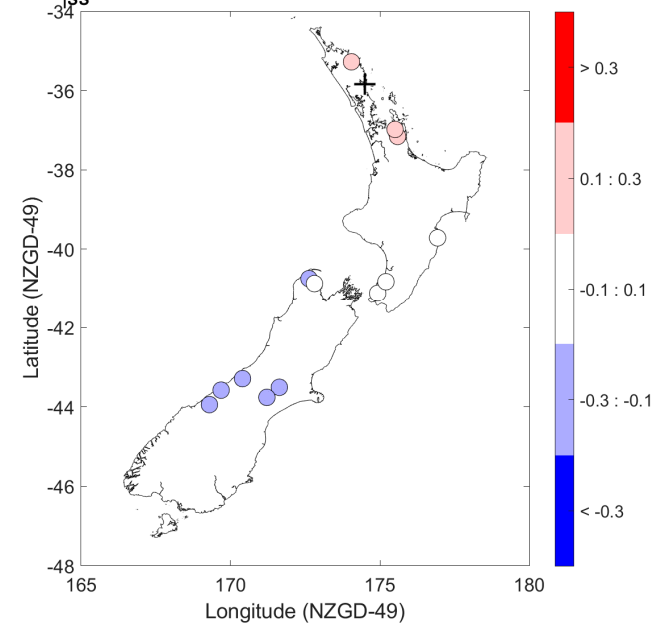 -34
-36
-38
-40
-42
-44
-46
-48
165
170
175
180
Longitude (NZGD-49)
Latitude (NZGD-49)
> 0.3
0.1 : 0.3
-0.1 : 0.1
-0.3 : -0.1
< -0.3